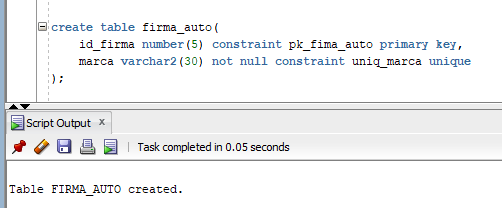 create table firma_auto(
id_firma number(5) constraint pk_fima_auto primary key,
marca varchar2(30) not null constraint uniq_marca unique
);
Script Output x
Task completed in 0.05 seconds
Table FIRMA_AUTO created.